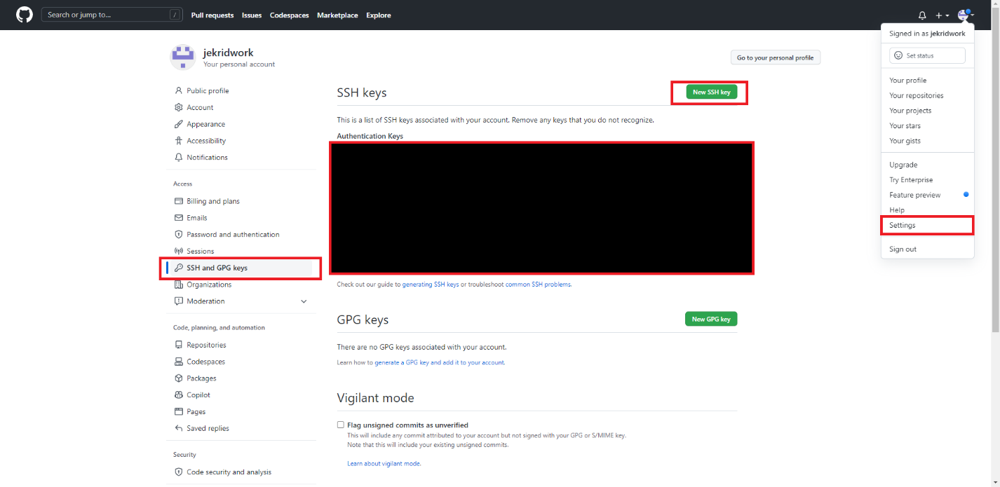 Search or jump to... /
Pull requests
Issues
Codespaces
Marketplace
Explore
jekridwork
Your personal account
Go to your personal profile
Public profile
Account
Appearance
Accessibility
Notifications
Access
Billing and plans
Emails
Password and authentication
Sessions
SSH and GPG keys
Organizations
Moderation
Code, planning, and automation
Repositories
Codespaces
Packages
Copilot
Pages
Saved replies
Security
Code security and analysis
SSH keys
New SSH key
This is a list of SSH keys associated with your account. Remove any keys that you do not recognize.
Authentication Keys
Check out our guide to generating SSH keys or troubleshoot common SSH problems.
GPG keys
New GPG key
There are no GPG keys associated with your account.
Learn how to generate a GPG key and add it to your account.
Vigilant mode
Flag unsigned commits as unverified
This will include any commit attributed to your account but not signed with your GPG or S/MIME key.
Note that this will include your existing unsigned commits.
Learn about vigilant mode.
Signed in as jekridwork
Set status
Your profile
Your repositories
Your projects
Your stars
Your gists
Upgrade
Try Enterprise
Feature preview
Help
Settings
Sign out